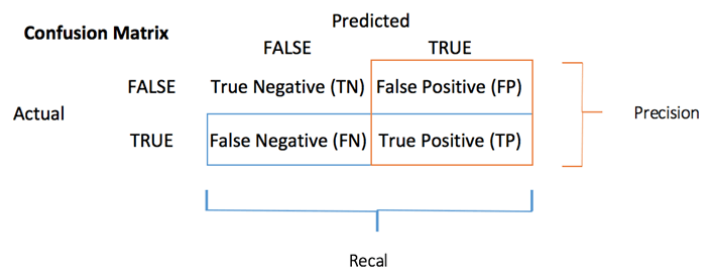 Predicted
Confusion Matrix
FALSE TRUE
FALSE True Negative (TN) False Positive (FP)
Actual Precision
TRUE False Negative (FN) True Positive (TP)
Recal